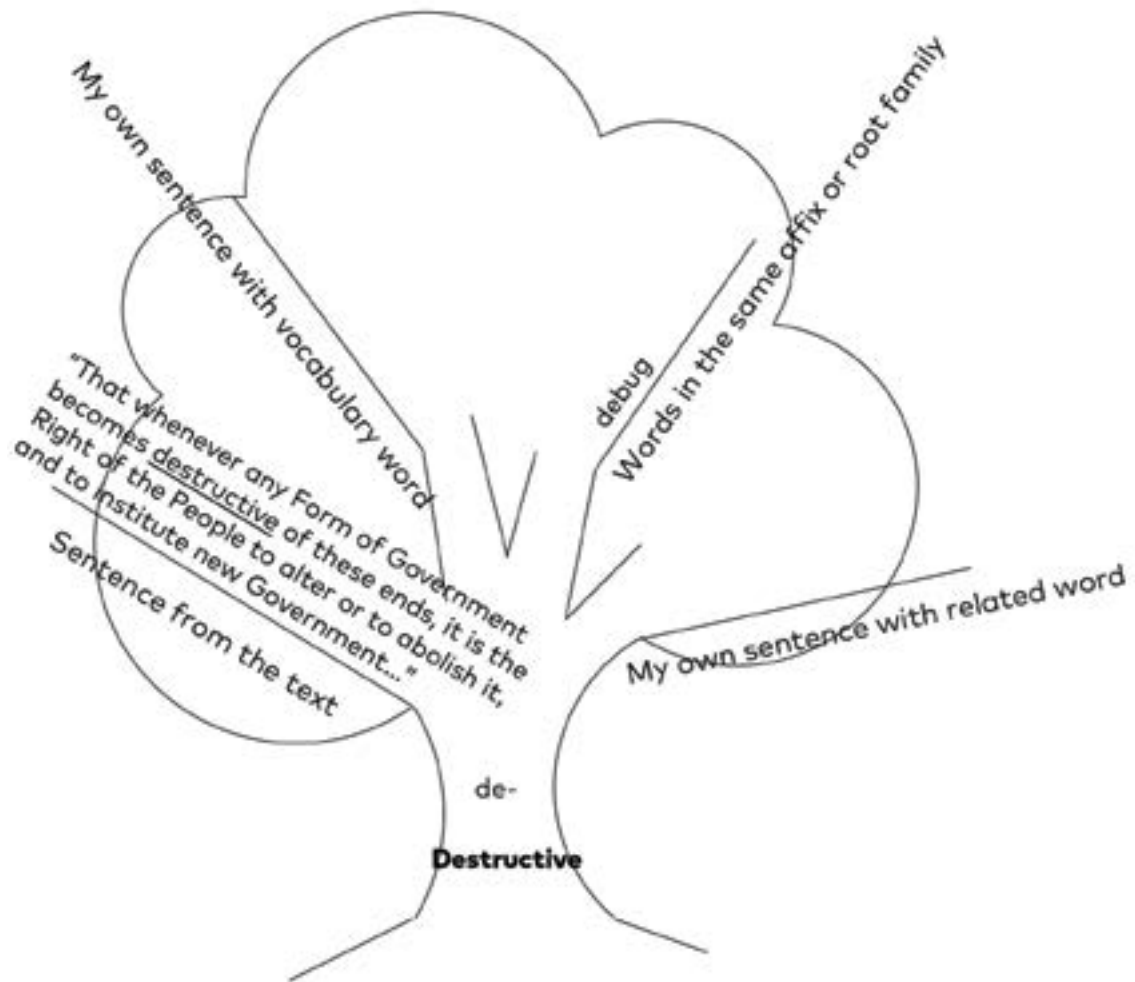 My own sentence with vocabulary word
debug
Words in the same affix or root family
"That whenever any Form of Government
becomes destructive of these ends, it is the
Right of the People to alter or to abolish it,
and to institute new Government..."
Sentence from the text
My own sentence with related word
de-
Destructive